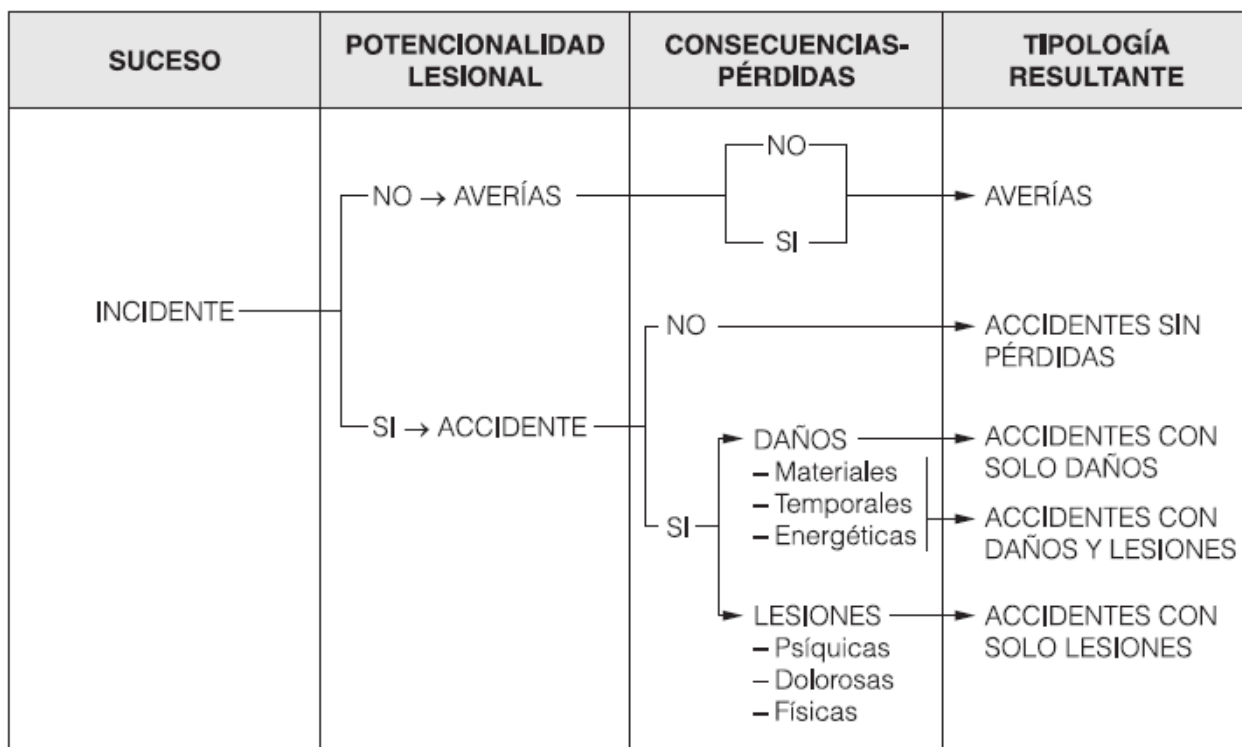 SUCESO
POTENCIONALIDAD
LESIONAL
CONSECUENCIAS-
PÉRDIDAS
TIPOLOGÍA
RESULTANTE
INCIDENTE
NO → AVERÍAS
NO
SI
AVERÍAS
SI → ACCIDENTE
NO
ACCIDENTES SIN
PÉRDIDAS
SI
DAÑOS
– Materiales
– Temporales
– Energéticas
ACCIDENTES CON
SOLO DAÑOS
ACCIDENTES CON
DAÑOS Y LESIONES
LESIONES
– Psíquicas
– Dolorosas
– Físicas
ACCIDENTES CON
SOLO LESIONES